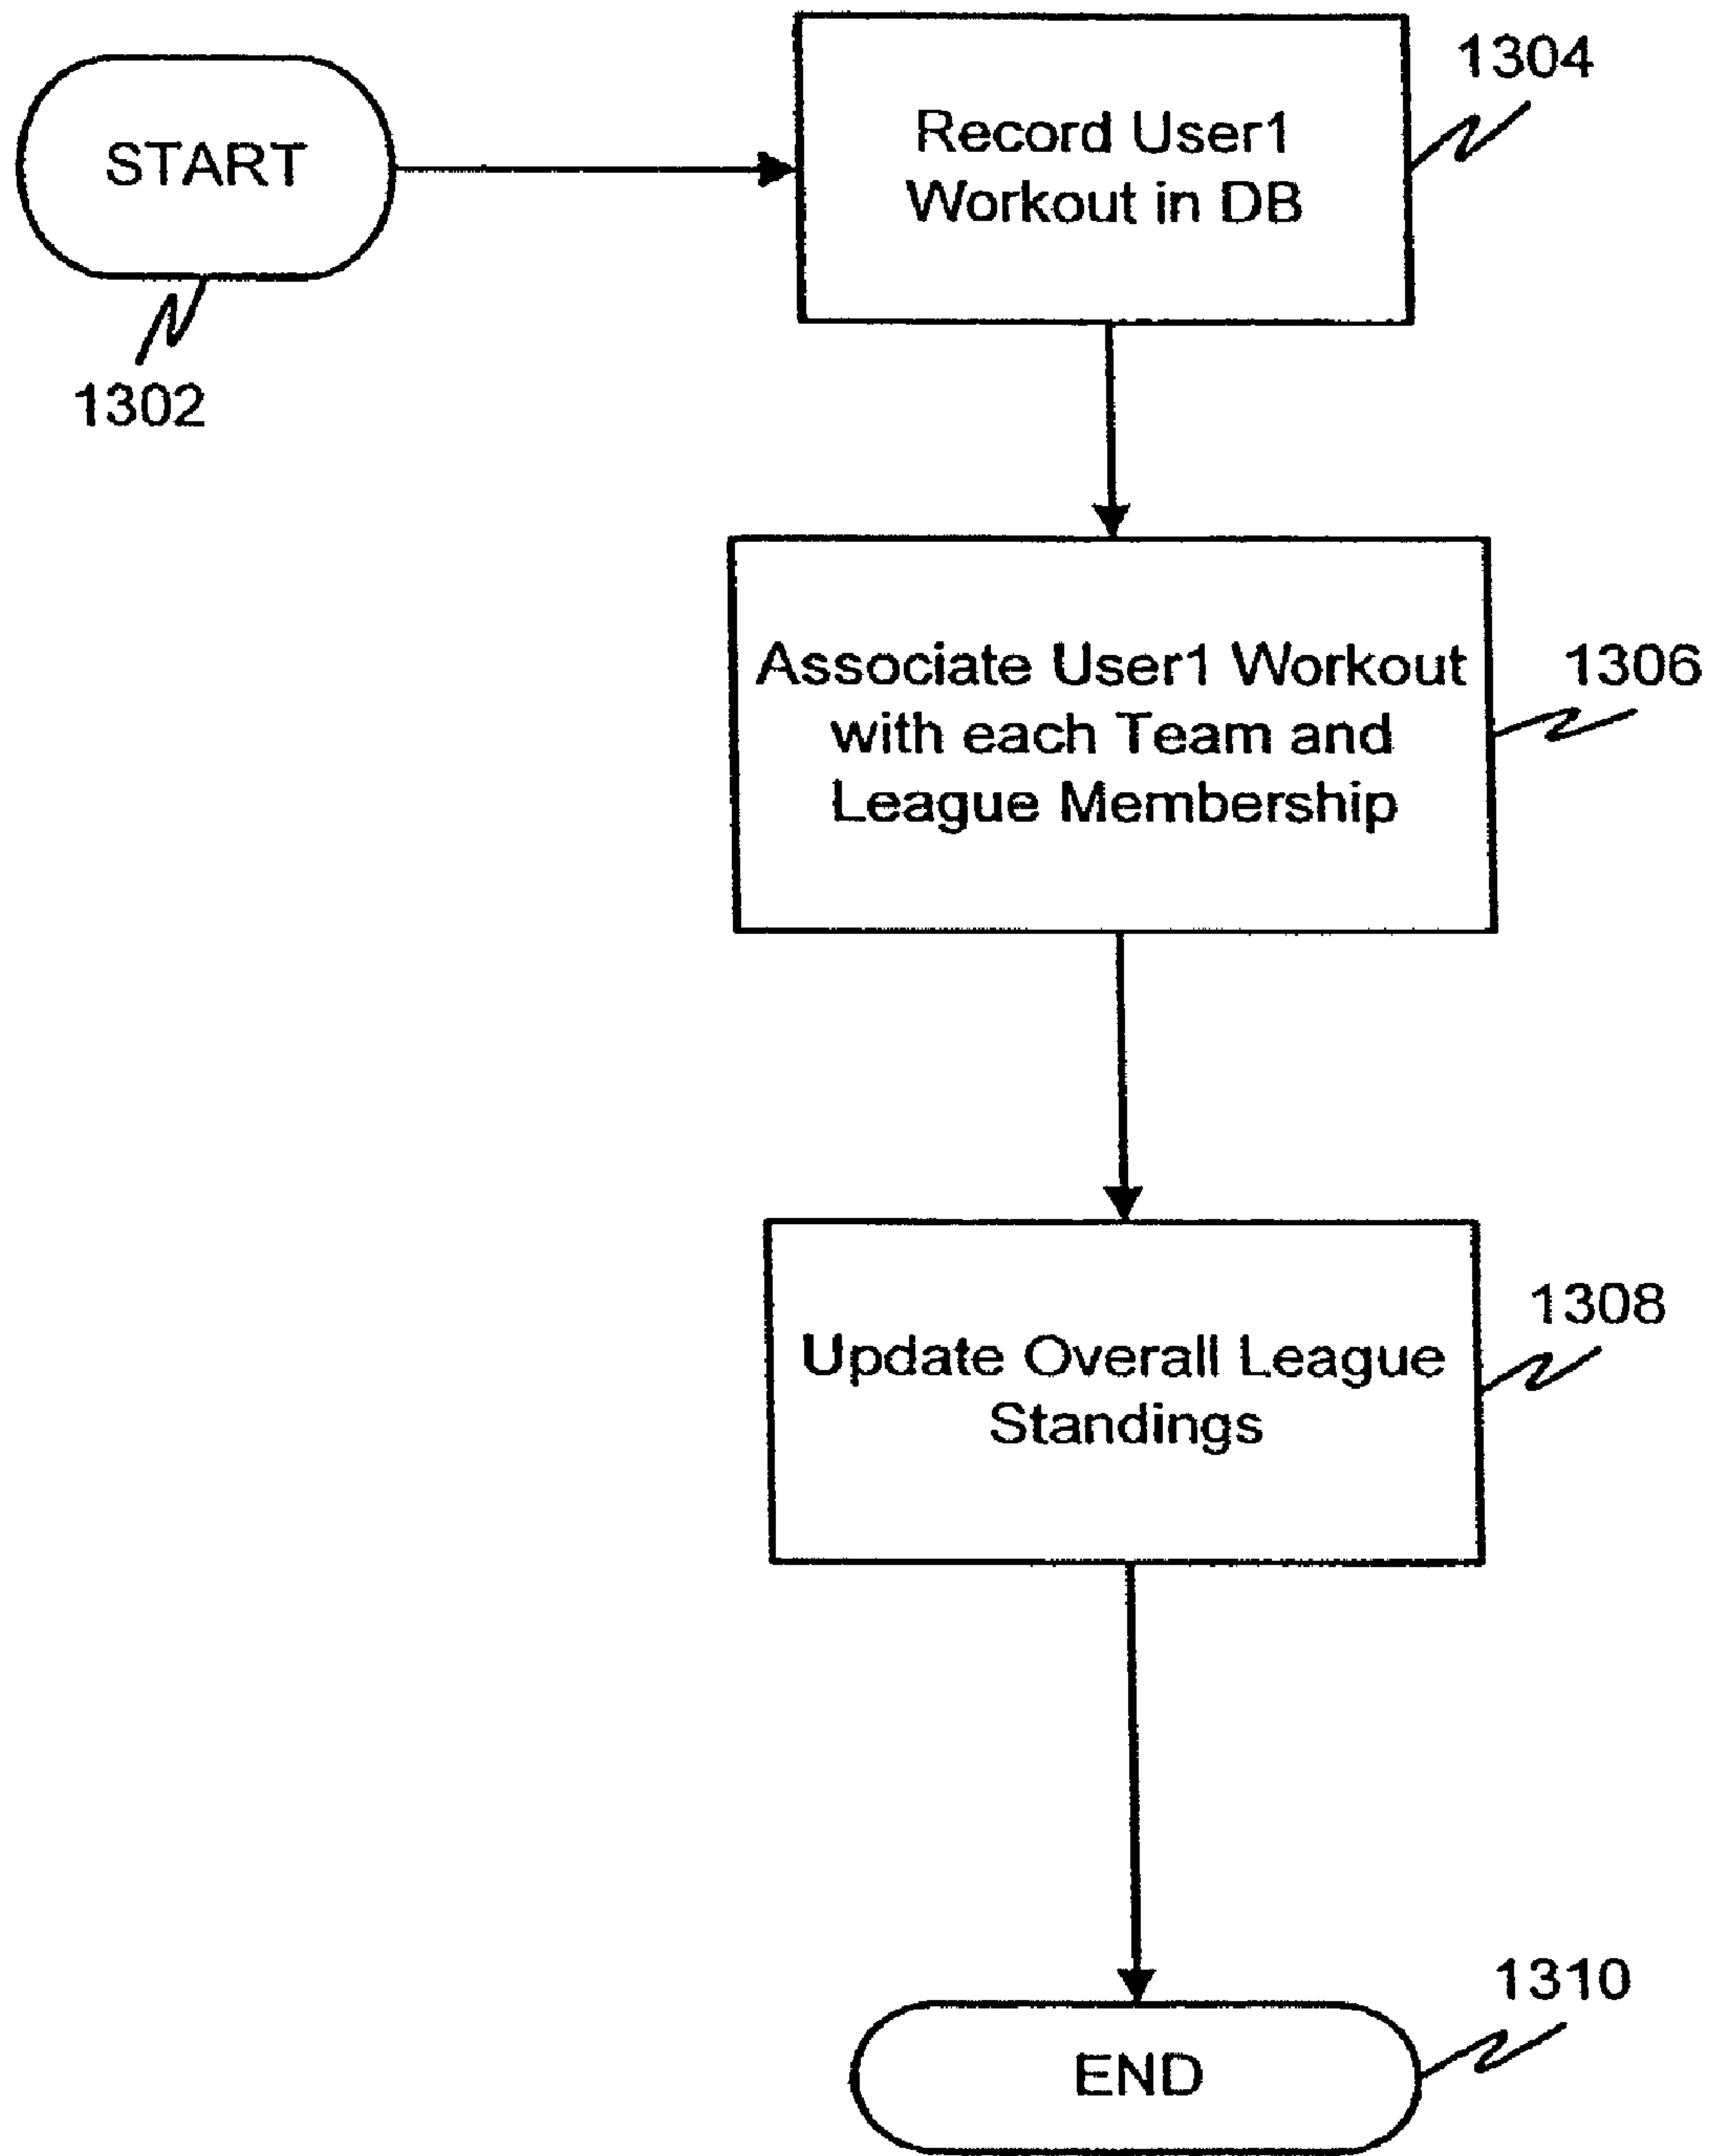 START
1302
Record User1
Workout in DB
1304
Associate User1 Workout
with each Team and
League Membership
1306
Update Overall League
Standings
1308
END
1310